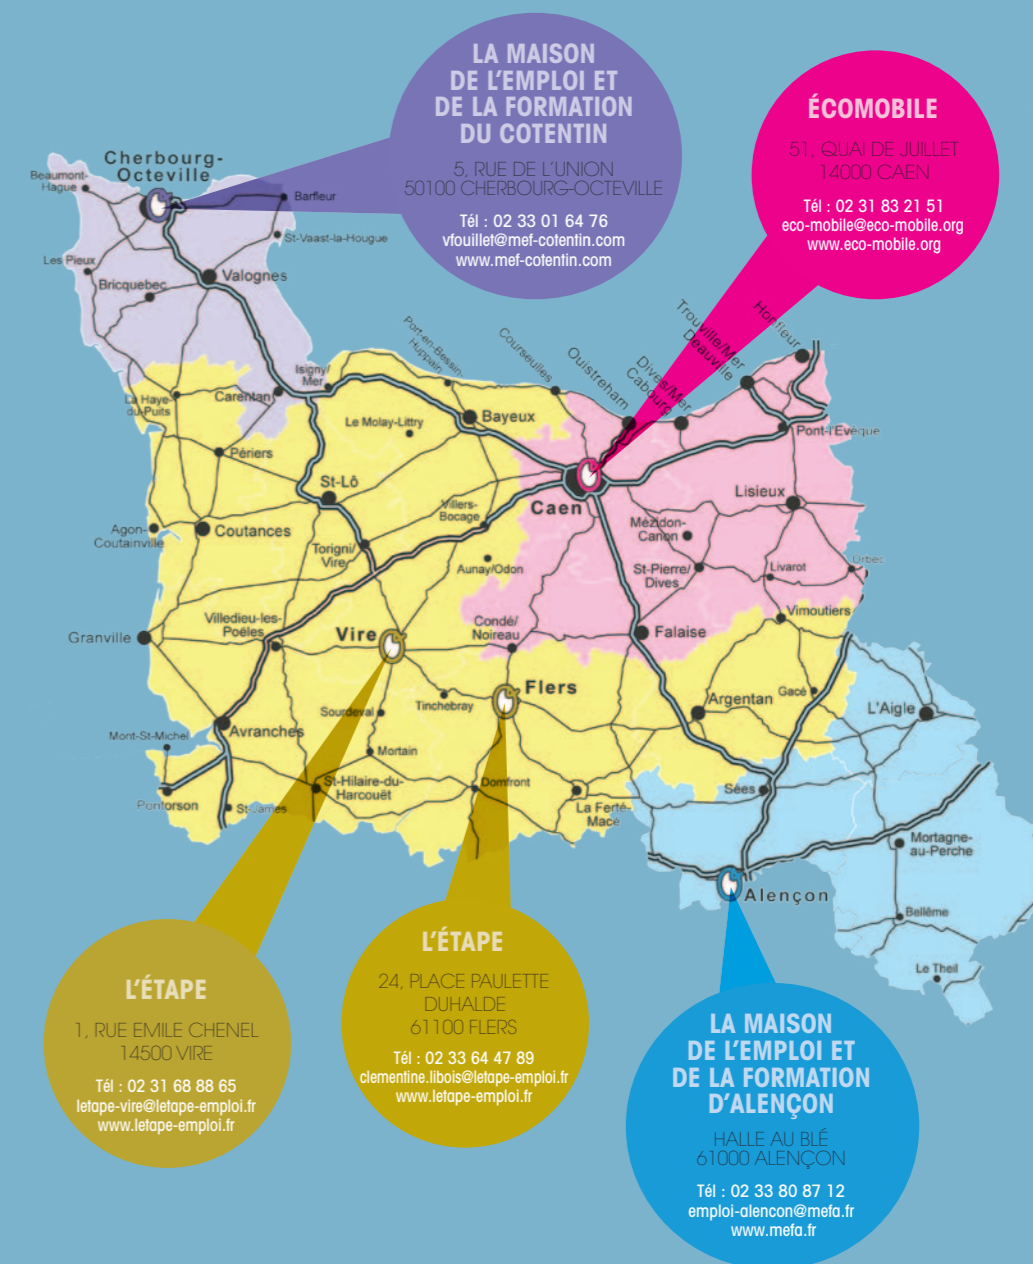 LA MAISON
DE L'EMPLOI ET
DE LA FORMATION
DU COTENTIN
5, RUE DE L'UNION
50100 CHERBOURG-OCTEVILLE
Tél : 02 33 01 64 76
vfouillet@mef-cotentin.com
www.mef-cotentin.com
ÉCOMOBILE
51, QUAI DE JUILLET
14000 CAEN
Tél : 02 31 83 21 51
eco-mobile@eco-mobile.org
www.eco-mobile.org
Cherbourg-
Octeville
Beaumont-
Hague
Barfleur
St-Vaast-la-Hougue
Les Pieux
Bricquebec
Valognes
Port-en-Bessin
Huppain
Courseulles
Ouistreham
Dives/Mer
Cabourg
Trouville/Mer
Deauville
Honfleur
Isigny/
Mer
La Haye-
du-Puits
Carentan
Le Molay-Littry
Bayeux
Pont-l'Evêque
Périers
St-Lô
Caen
Lisieux
Villers-
Bocage
Agon-
Coutainville
Coutances
Torigni/
Vire
Mézidon-
Canon
Aunay/Odon
St-Pierre/
Dives
Livarot
Orbec
Granville
Villedieu-les-
Poëles
Vire
Condé/
Noireau
Falaise
Vimoutiers
Flers
Tinchebray
Sourdeval
Argentan
Gacé
L'Aigle
Mont-St-Michel
Avranches
Mortain
Pontorson
St-James
St-Hilaire-du-
Harcouët
Domfront
La Ferté-
Macé
Sées
Mortagne-
au-Perche
Alençon
Bellême
Le Theil
L'ÉTAPE
1, RUE EMILE CHENEL
14500 VIRE
Tél : 02 31 68 88 65
letape-vire@letape-emploi.fr
www.letape-emploi.fr
L'ÉTAPE
24, PLACE PAULETTE
DUHALDE
61100 FLERS
Tél : 02 33 64 47 89
clementine.libois@letape-emploi.fr
www.letape-emploi.fr
LA MAISON
DE L'EMPLOI ET
DE LA FORMATION
D'ALENÇON
HALLE AU BLÉ
61000 ALENÇON
Tél : 02 33 80 87 12
emploi-alencon@mefa.fr
www.mefa.fr